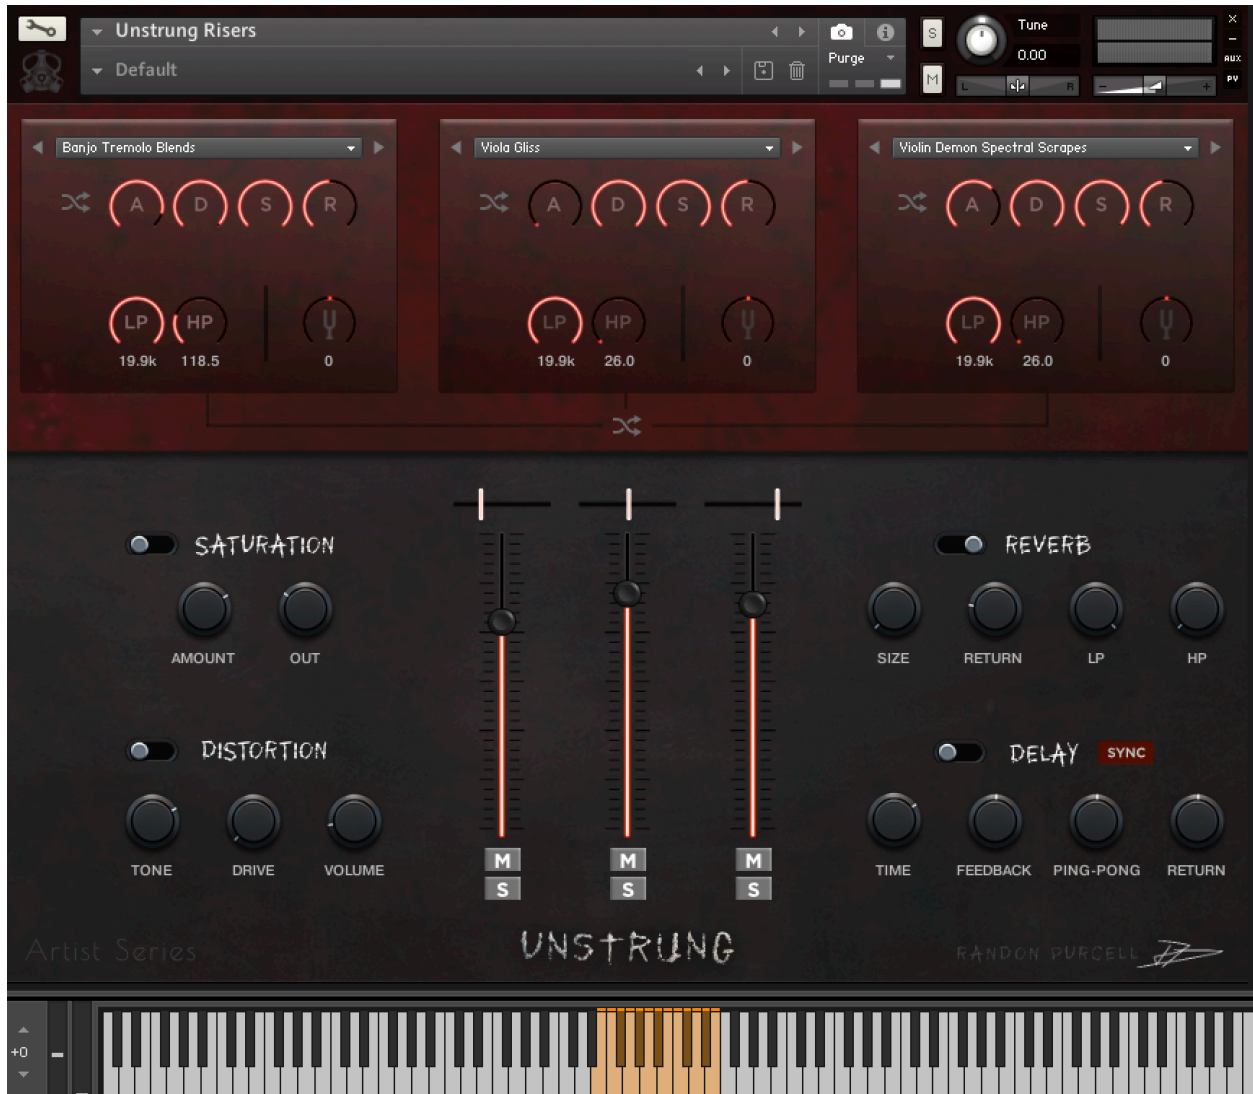 Unstrung Risers
Default
Purge
S
M
Tune
0.00
L
R
-
+
X
-
AUX
PV
Banjo Tremolo Blends
A D S R
LP HP
19.9k 118.5 0
Viola Gliss
A D S R
LP HP
19.9k 26.0 0
Violin Demon Spectral Scrapes
A D S R
LP HP
19.9k 26.0 0
SATURATION
AMOUNT OUT
DISTORTION
TONE DRIVE VOLUME
M M M
S S S
REVERB
SIZE RETURN LP HP
DELAY SYNC
TIME FEEDBACK PING-PONG RETURN
Artist Series
UNSTRUNG
RANDON PURCELL
+0